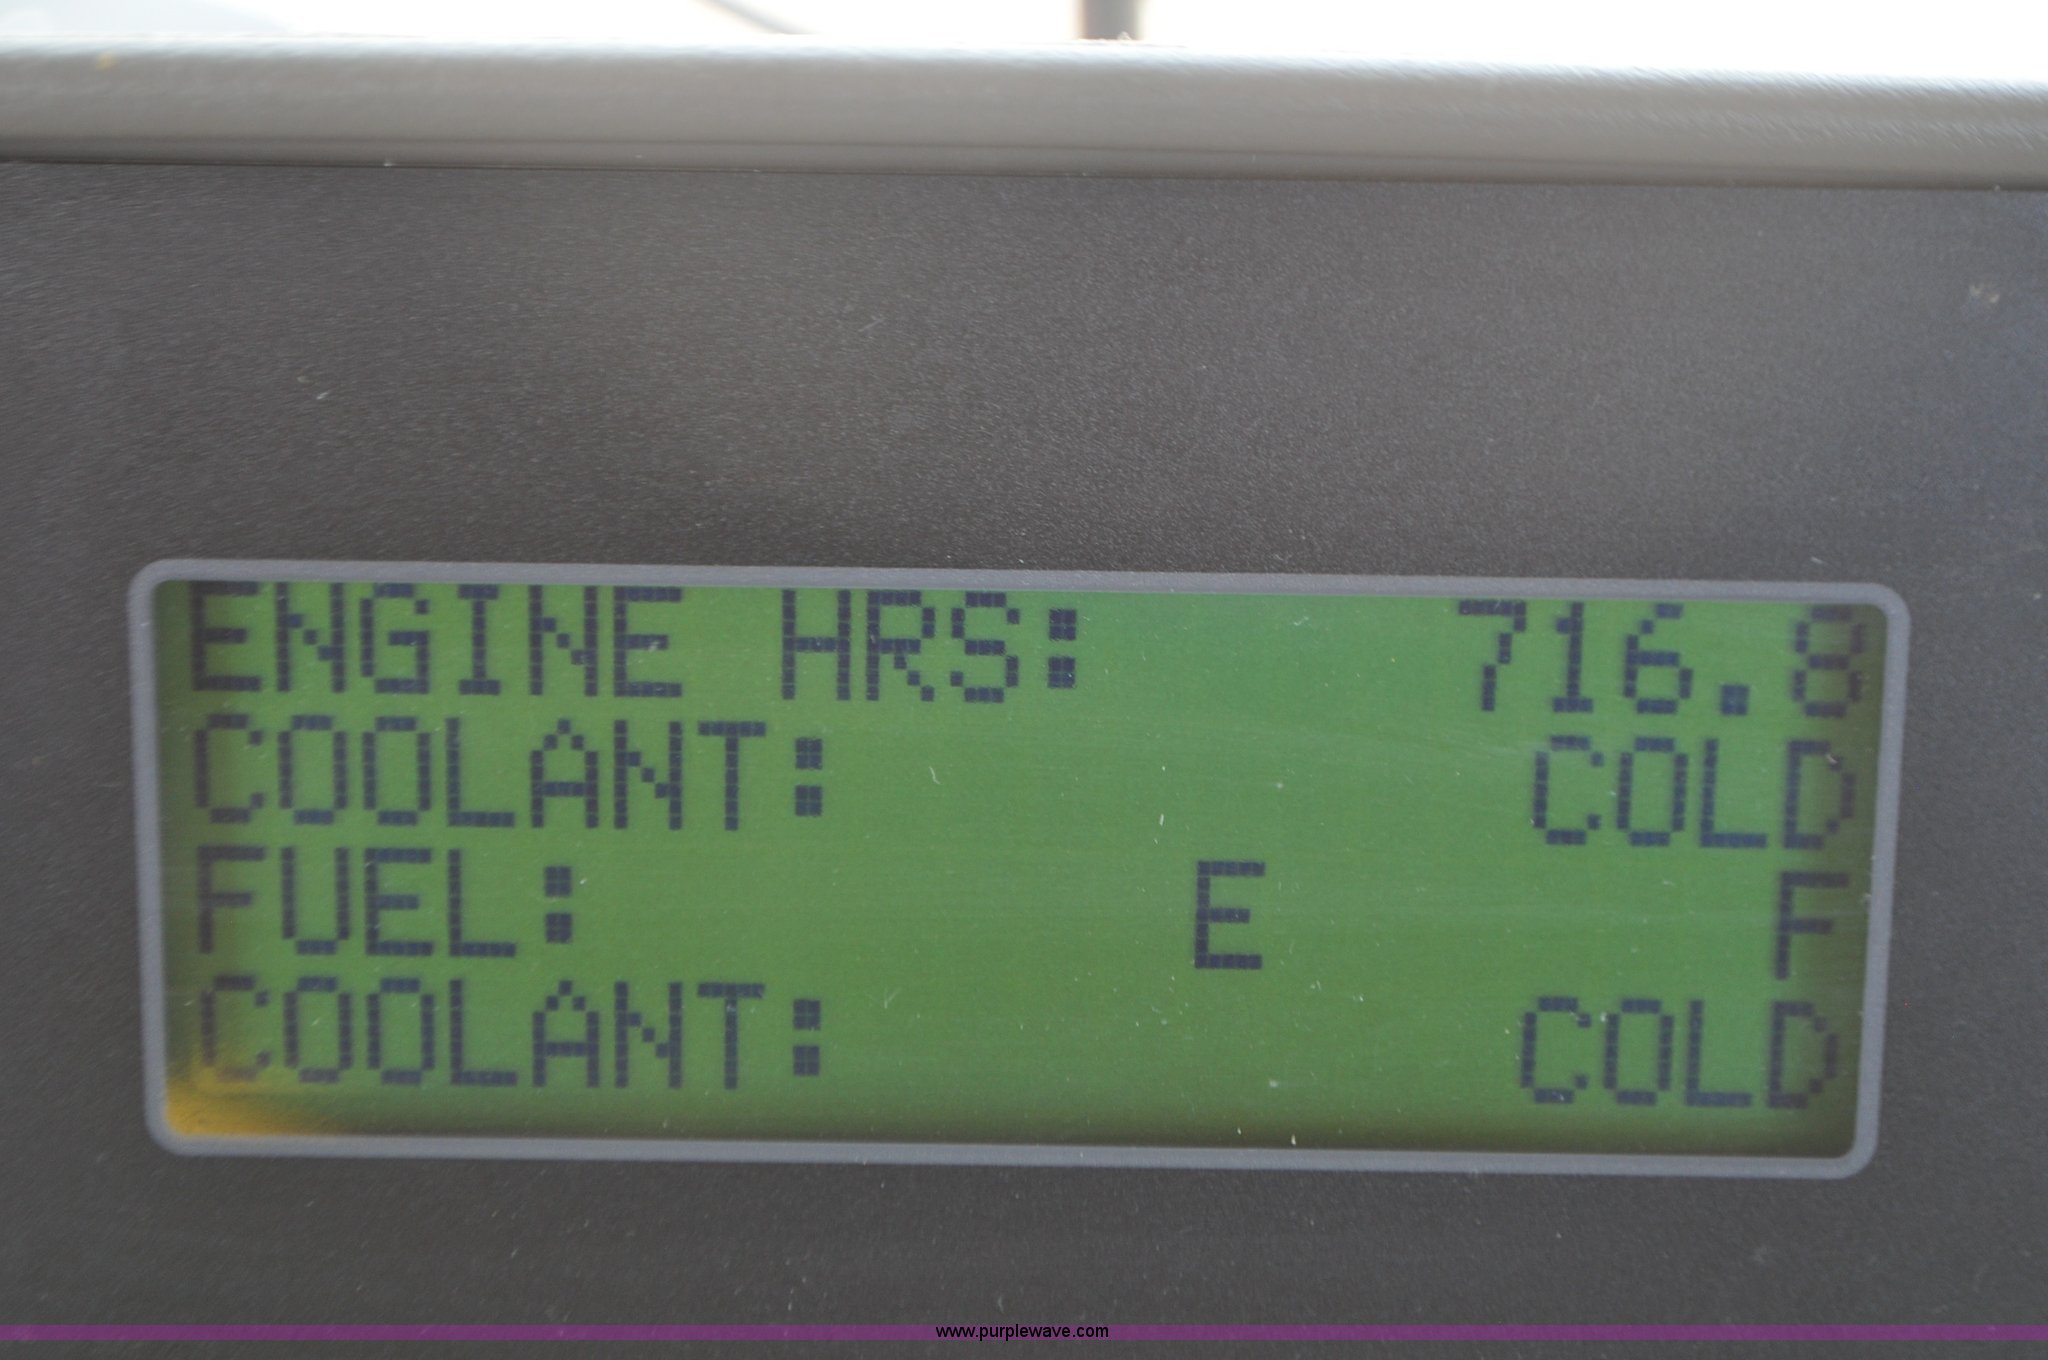 ENGINE HRS: 716.8
COOLANT: COLD
FUEL: E F
COOLANT: COLD
www.purplewave.com